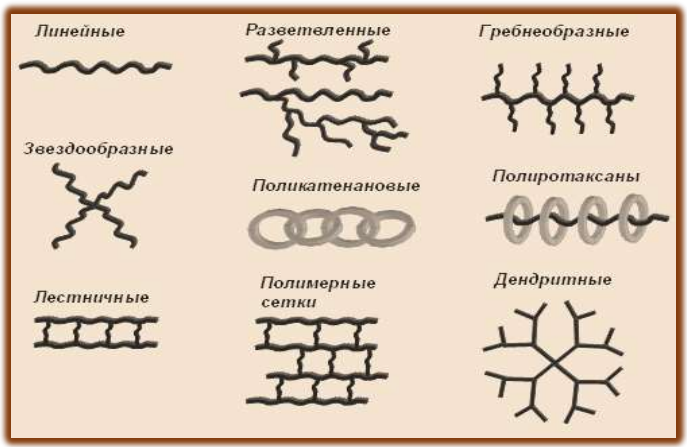 Линейные
Разветвленные
Гребнеобразные
Звездообразные
Поликатенановые
Полиротаксаны
Лестничные
Полимерные
сетки
Дендритные